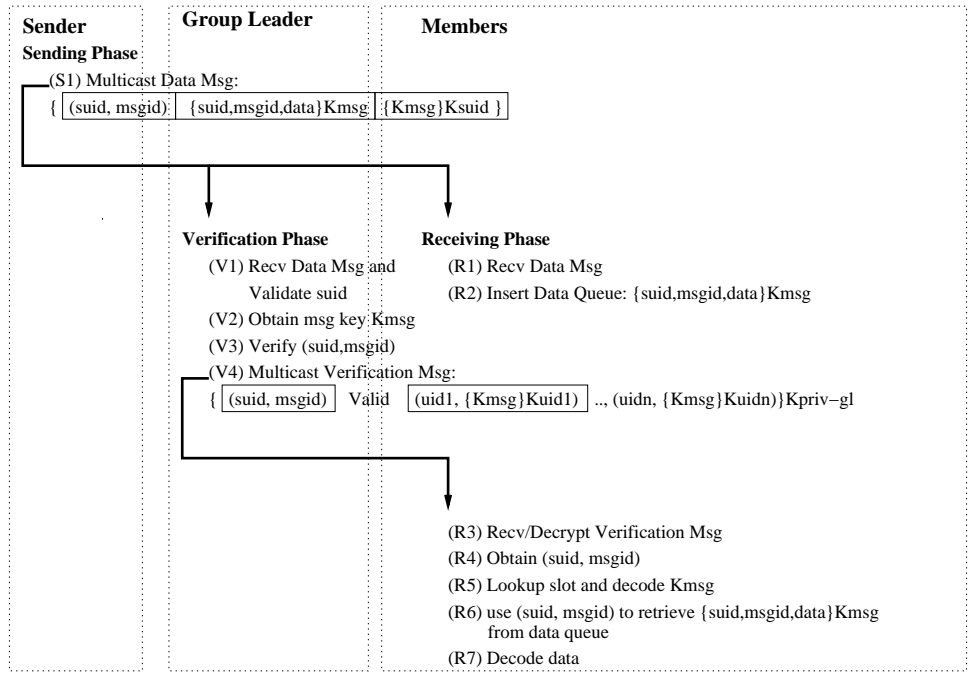 Sender
Group Leader
Members
Sending Phase
(S1) Multicast Data Msg:
{ (suid, msgid) {suid,msgid,data}Kmsg {Kmsg}Ksuid }
Verification Phase
Receiving Phase
(V1) Recv Data Msg and
Validate suid
(V2) Obtain msg key Kmsg
(V3) Verify (suid,msgid)
(R1) Recv Data Msg
(R2) Insert Data Queue: {suid,msgid,data}Kmsg
(V4) Multicast Verification Msg:
{ (suid, msgid) Valid (uid1, {Kmsg}Kuid1) .., (uidn, {Kmsg}Kuidn)}Kpriv−gl
(R3) Recv/Decrypt Verification Msg
(R4) Obtain (suid, msgid)
(R5) Lookup slot and decode Kmsg
(R6) use (suid, msgid) to retrieve {suid,msgid,data}Kmsg
from data queue
(R7) Decode data